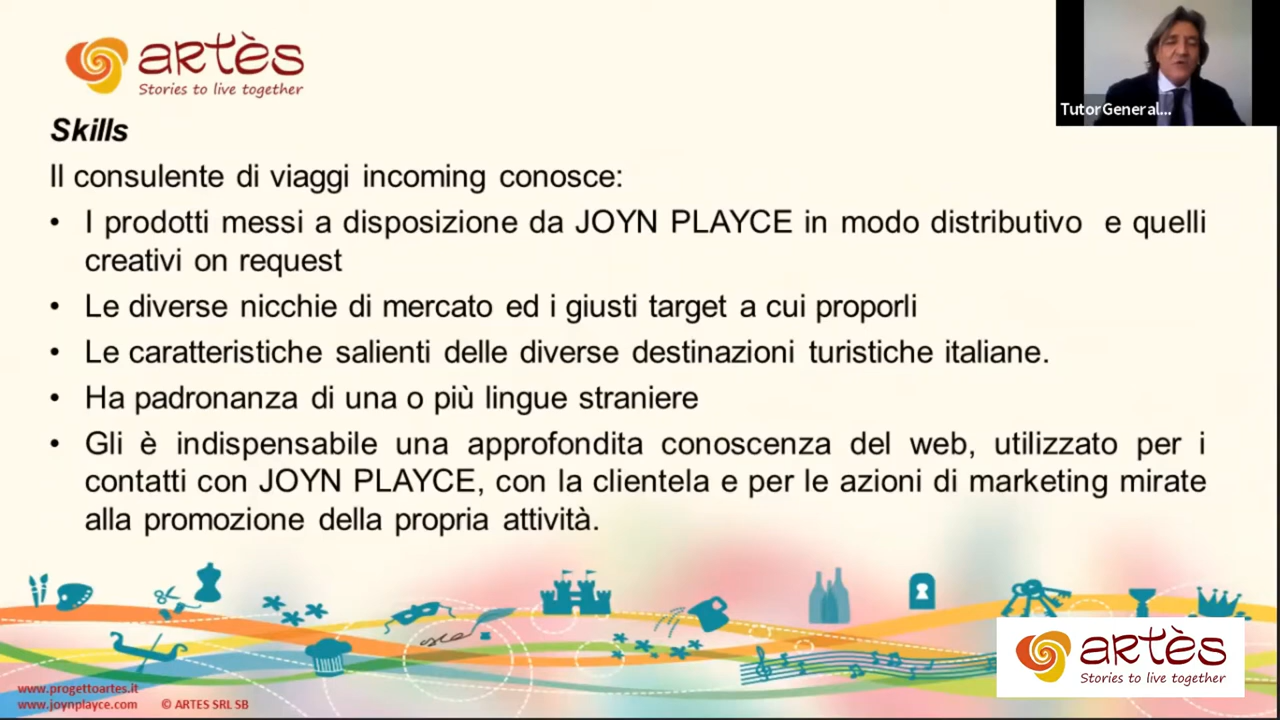 artès
Stories to live together
TutorGeneral...
Skills
Il consulente di viaggi incoming conosce:
• I prodotti messi a disposizione da JOYN PLAYCE in modo distributivo e quelli
creativi on request
• Le diverse nicchie di mercato ed i giusti target a cui proporli
• Le caratteristiche salienti delle diverse destinazioni turistiche italiane.
• Ha padronanza di una o più lingue straniere
• Gli è indispensabile una approfondita conoscenza del web, utilizzato per i
contatti con JOYN PLAYCE, con la clientela e per le azioni di marketing mirate
alla promozione della propria attività.
artès
Stories to live together
www.progettoartes.it
www.joynplayce.com © ARTES SRL SB